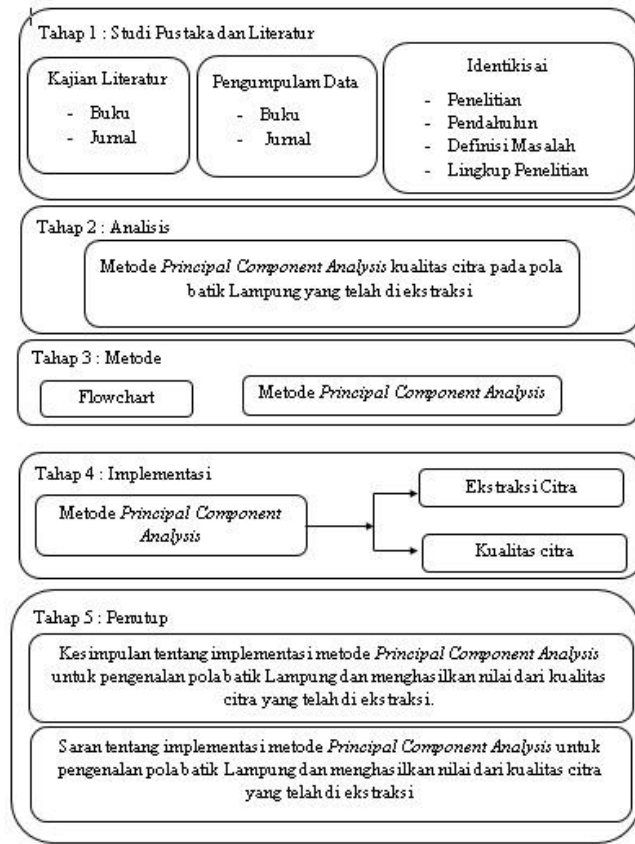 Tahap 1 : Studi Pustaka dan Literatur
Kajian Literatur
- Buku
- Jurnal
Pengumpulam Data
- Buku
- Jurnal
Identikisai
- Penelitian
- Pendahulun
- Definisi Masalah
- Lingkup Penelitian
Tahap 2 : Analisis
Metode Principal Component Analysis kualitas citra pada pola
batik Lampung yang telah di ekstraksi
Tahap 3 : Metode
Flowchart
Metode Principal Component Analysis
Tahap 4 : Implementasi
Metode Principal Component
Analysis
Ekstraksi Citra
Kualitas citra
Tahap 5 : Penutup
Kesimpulan tentang implementasi metode Principal Component Analysis
untuk pengenalan pola batik Lampung dan menghasilkan nilai dari kualitas
citra yang telah di ekstraksi.
Saran tentang implementasi metode Principal Component Analysis untuk
pengenalan pola batik Lampung dan menghasilkan nilai dari kualitas citra
yang telah di ekstraksi